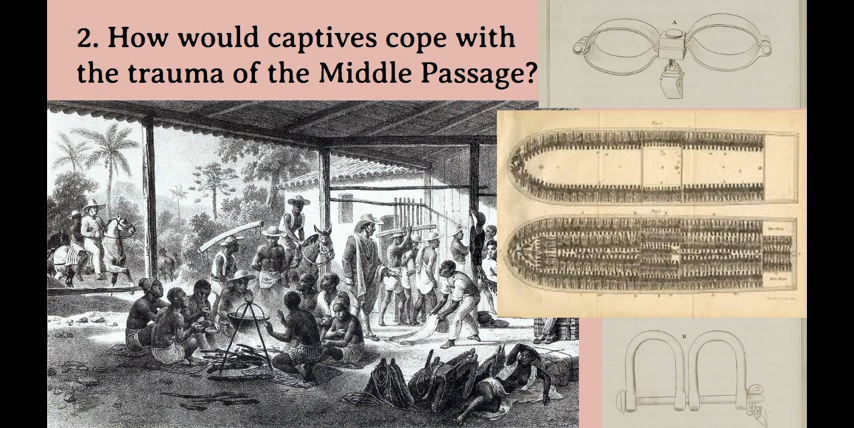 2. How would captives cope with
the trauma of the Middle Passage?
A
B